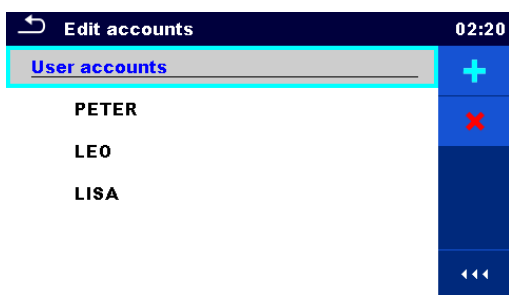 Edit accounts 02:20
User accounts
PETER
LEO
LISA